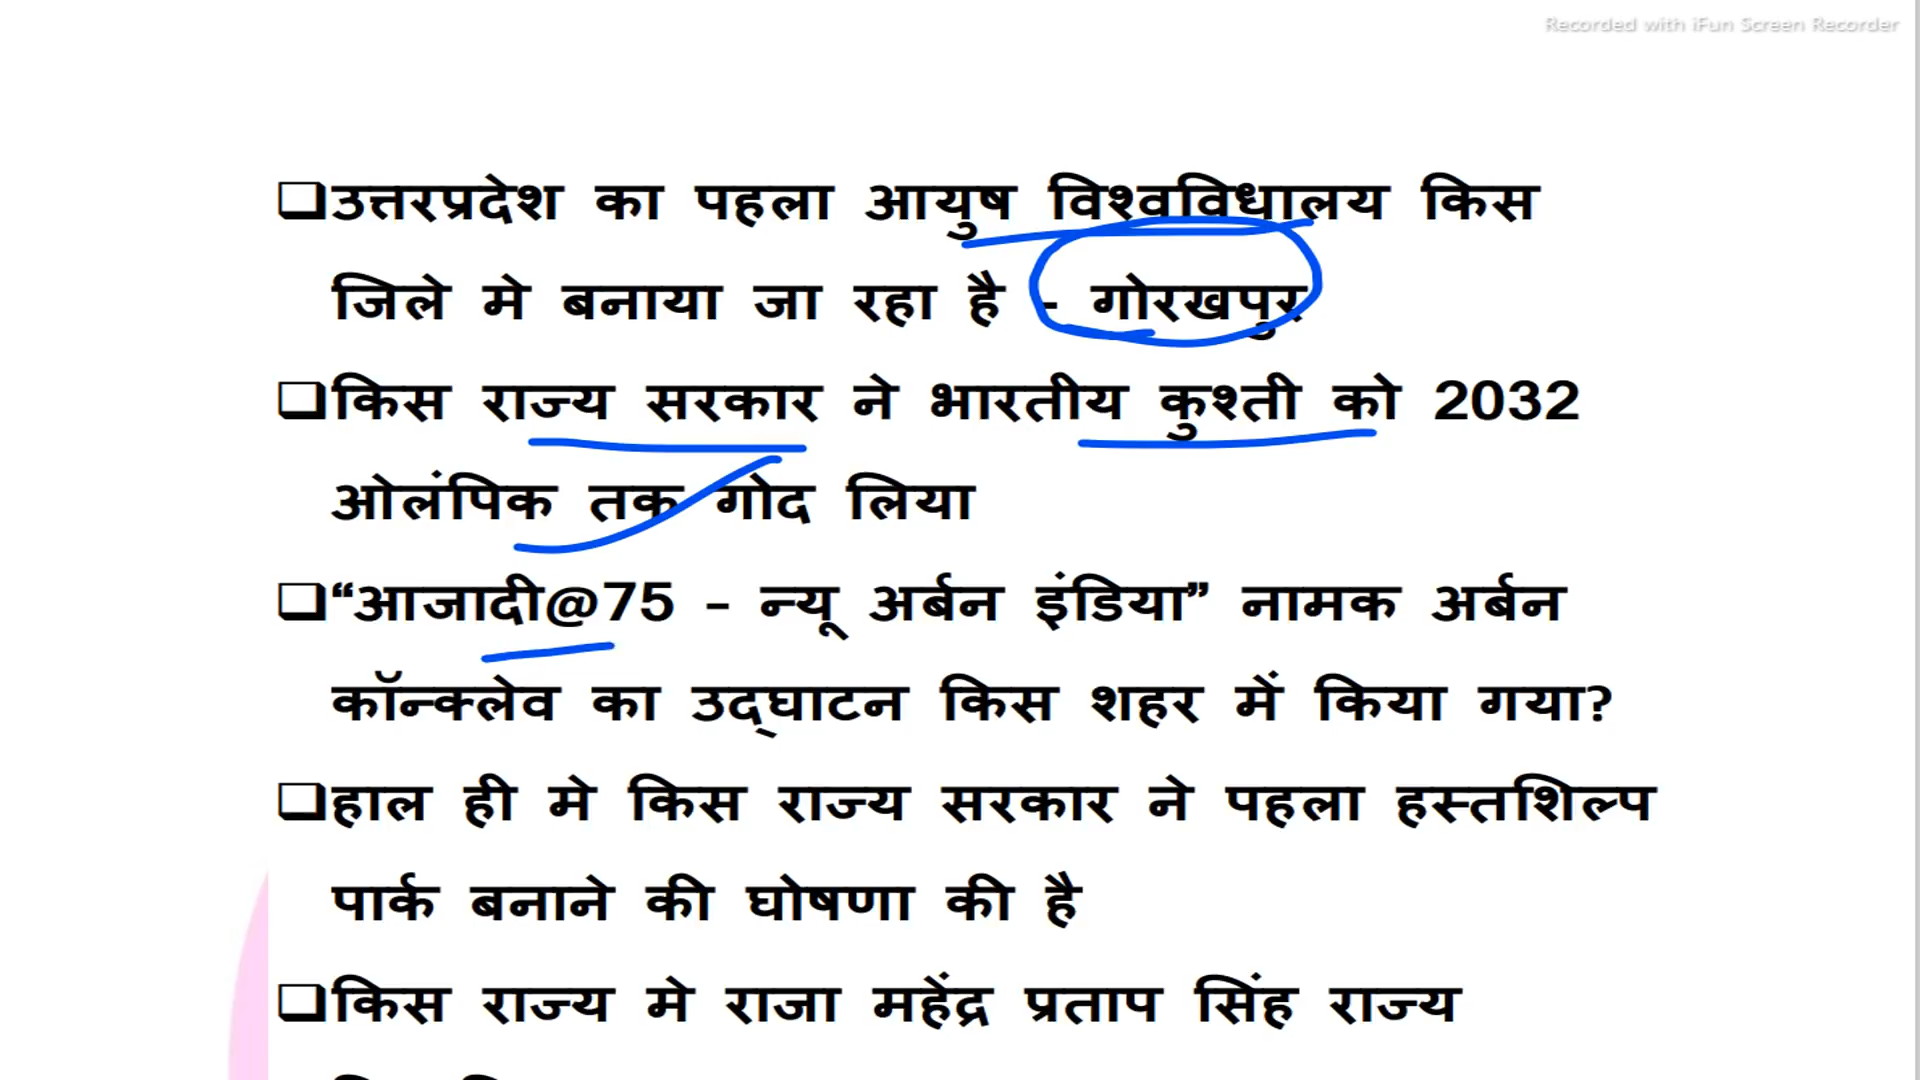 Recorded with iFun Screen Recorder
❑उत्तरप्रदेश का पहला आयुष विश्वविधालय किस
जिले मे बनाया जा रहा है - गोरखपुर
❑किस राज्य सरकार ने भारतीय कुश्ती को 2032
ओलंपिक तक गोद लिया
❑“आजादी@75 – न्यू अर्बन इंडिया” नामक अर्बन
कॉन्क्लेव का उद्घाटन किस शहर में किया गया?
❑हाल ही मे किस राज्य सरकार ने पहला हस्तशिल्प
पार्क बनाने की घोषणा की है
❑किस राज्य मे राजा महेंद्र प्रताप सिंह राज्य